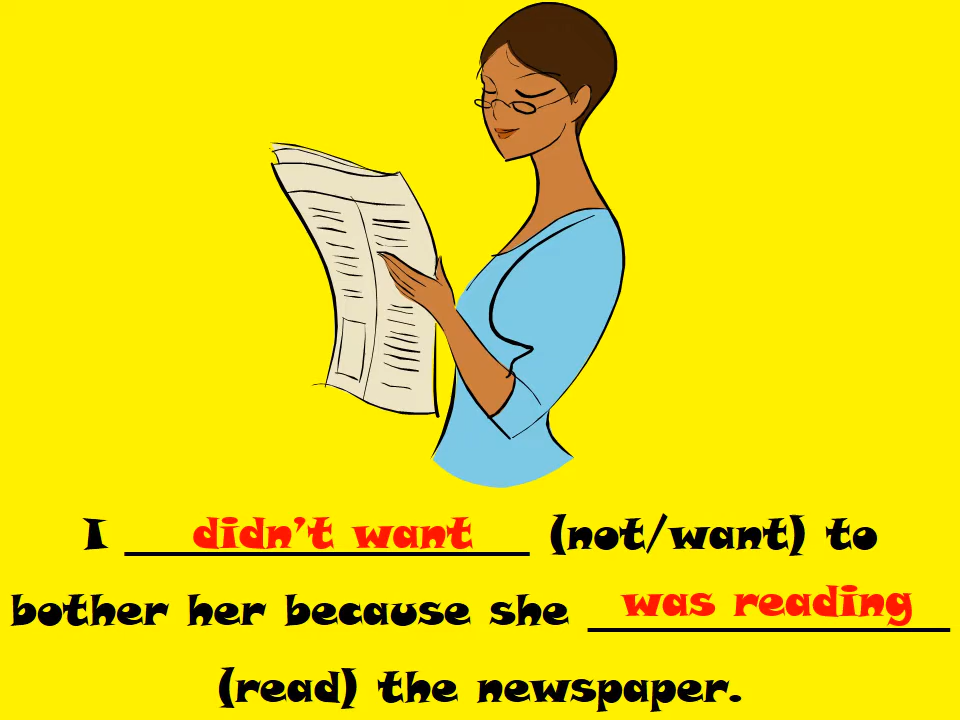 I didn't want (not/want) to
bother her because she was reading
(read) the newspaper.